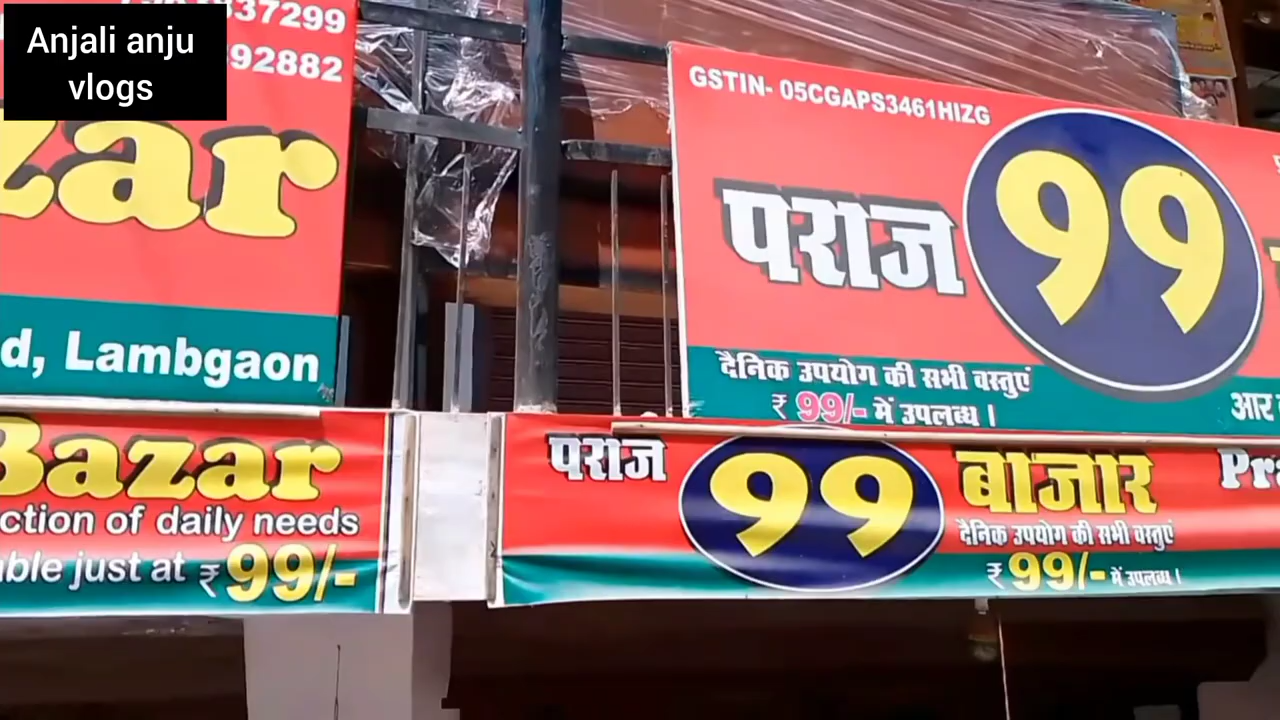 Anjali anju
vlogs
37299
92882
zar
d, Lambgaon
GSTIN- 05CGAPS3461HIZG
पराज 99
दैनिक उपयोग की सभी वस्तुएं
₹ 99/- में उपलब्ध ।
आर
Bazar
ction of daily needs
ble just at ₹ 99/-
पराज 99 बाजार
दैनिक उपयोग की सभी वस्तुएं
₹ 99/- में उपलब्ध ।
Pra